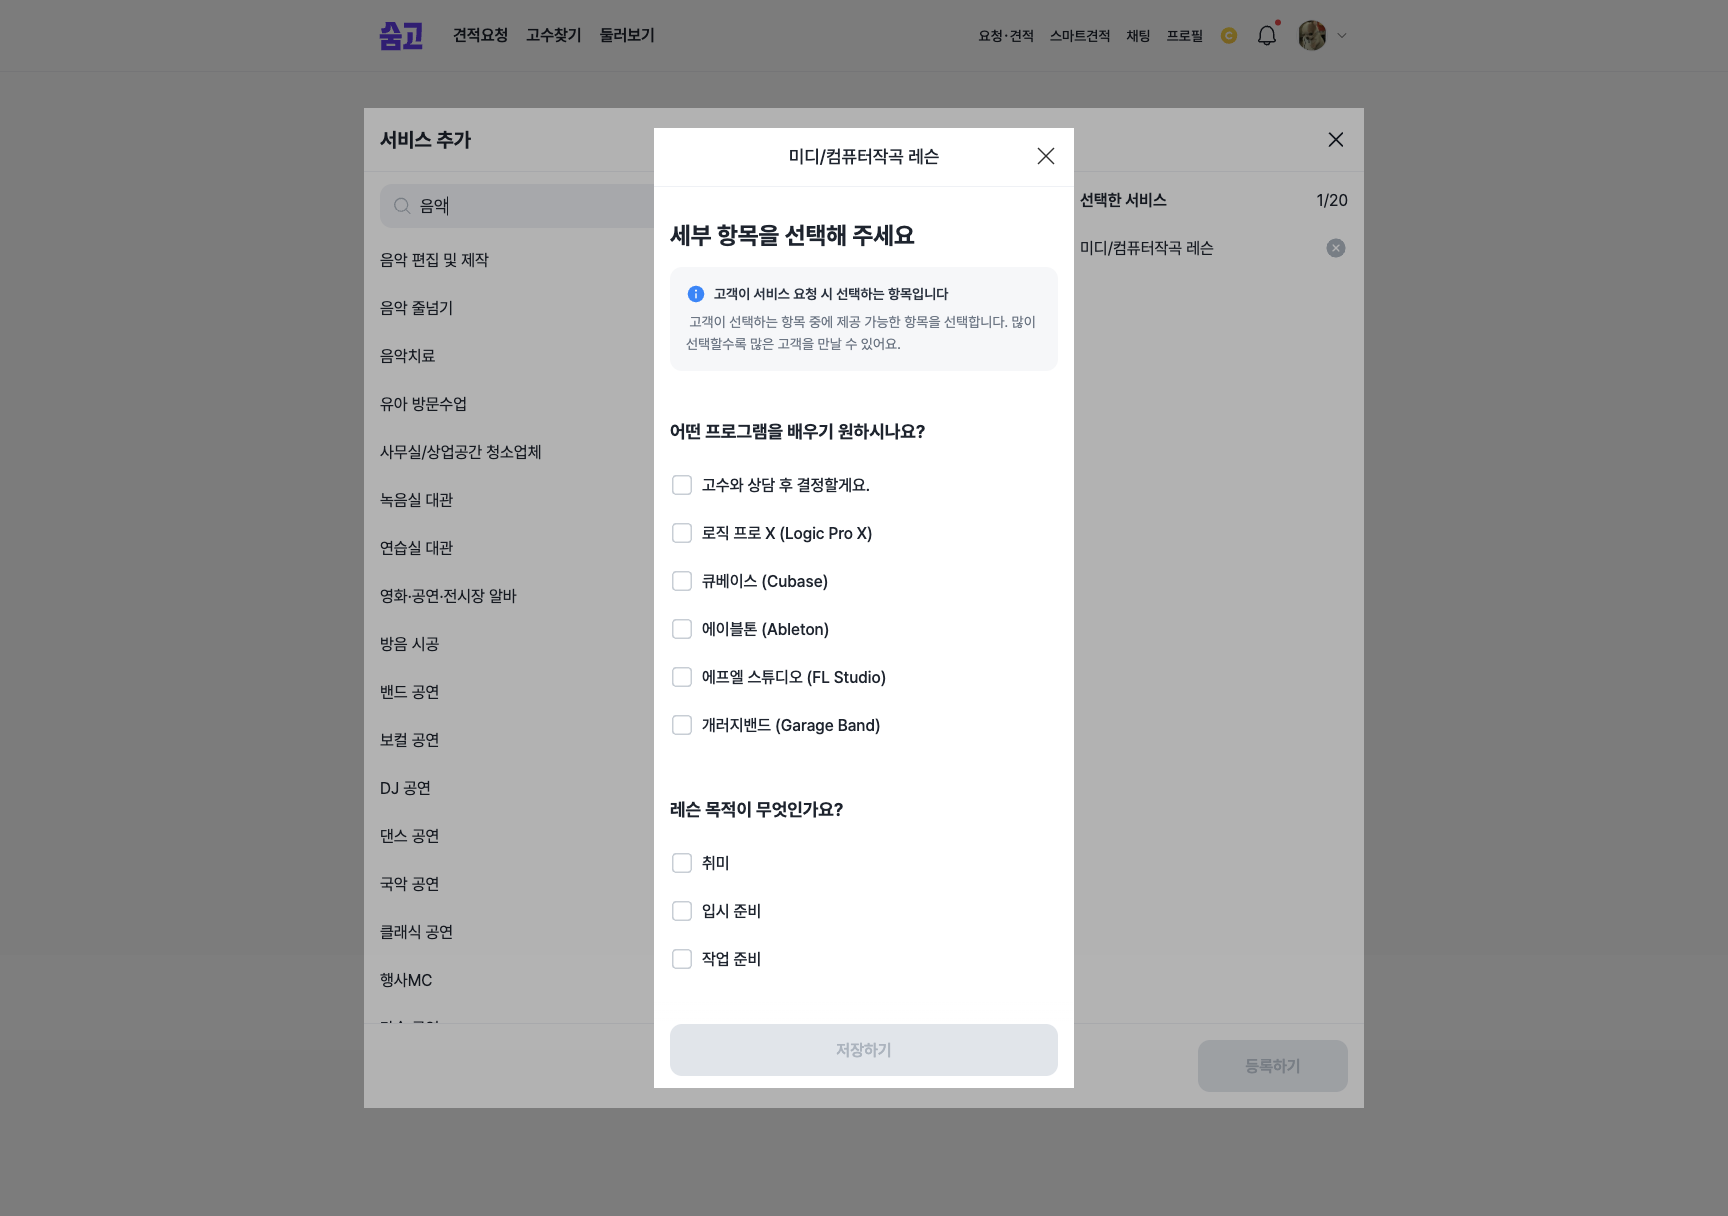 숨고
견적요청 고수찾기 둘러보기
요청·견적 스마트견적 채팅 프로필
서비스 추가
음악
음악 편집 및 제작
음악 줄넘기
음악치료
유아 방문수업
사무실/상업공간 청소업체
녹음실 대관
연습실 대관
영화·공연·전시장 알바
방음 시공
밴드 공연
보컬 공연
DJ 공연
댄스 공연
국악 공연
클래식 공연
행사MC
미디/컴퓨터작곡 레슨
세부 항목을 선택해 주세요
고객이 서비스 요청 시 선택하는 항목입니다
고객이 선택하는 항목 중에 제공 가능한 항목을 선택합니다. 많이
선택할수록 많은 고객을 만날 수 있어요.
어떤 프로그램을 배우기 원하시나요?
고수와 상담 후 결정할게요.
로직 프로 X (Logic Pro X)
큐베이스 (Cubase)
에이블톤 (Ableton)
에프엘 스튜디오 (FL Studio)
개러지밴드 (Garage Band)
레슨 목적이 무엇인가요?
취미
입시 준비
작업 준비
저장하기
선택한 서비스 1/20
미디/컴퓨터작곡 레슨
등록하기